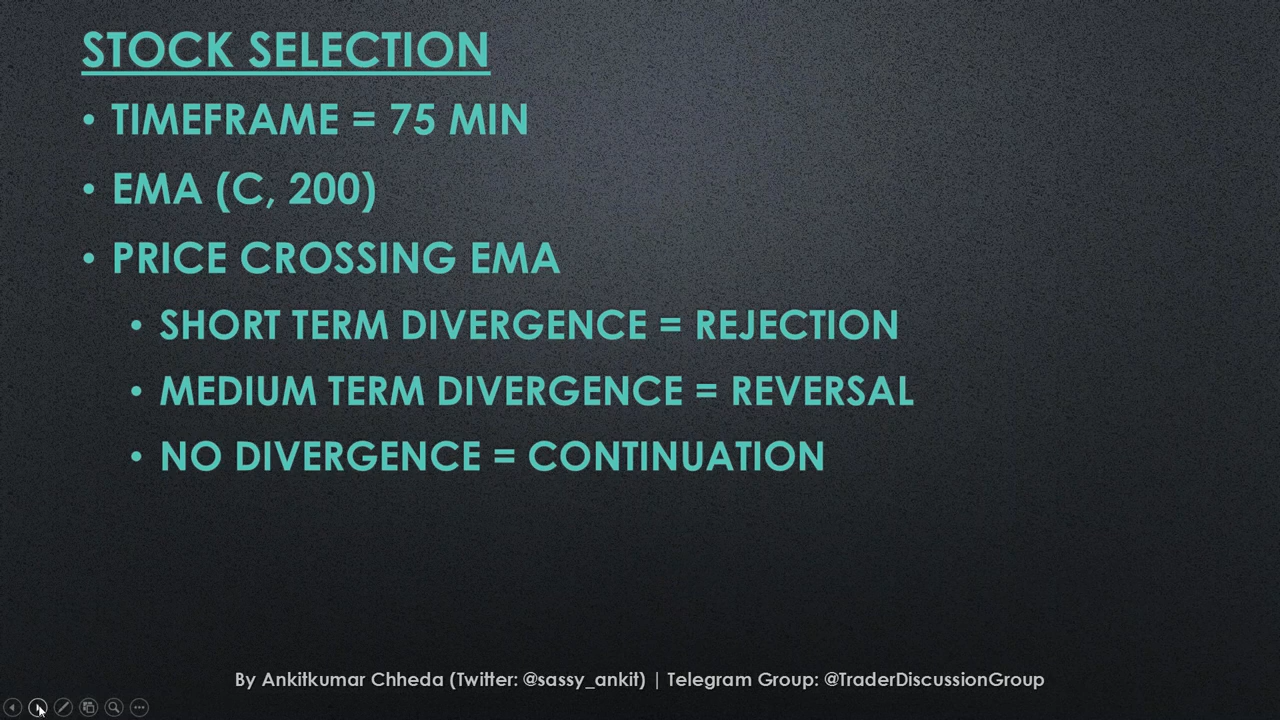 STOCK SELECTION
• TIMEFRAME = 75 MIN
• EMA (C, 200)
• PRICE CROSSING EMA
• SHORT TERM DIVERGENCE = REJECTION
• MEDIUM TERM DIVERGENCE = REVERSAL
• NO DIVERGENCE = CONTINUATION
By Ankitkumar Chheda (Twitter: @sassy_ankit) | Telegram Group: @TraderDiscussionGroup